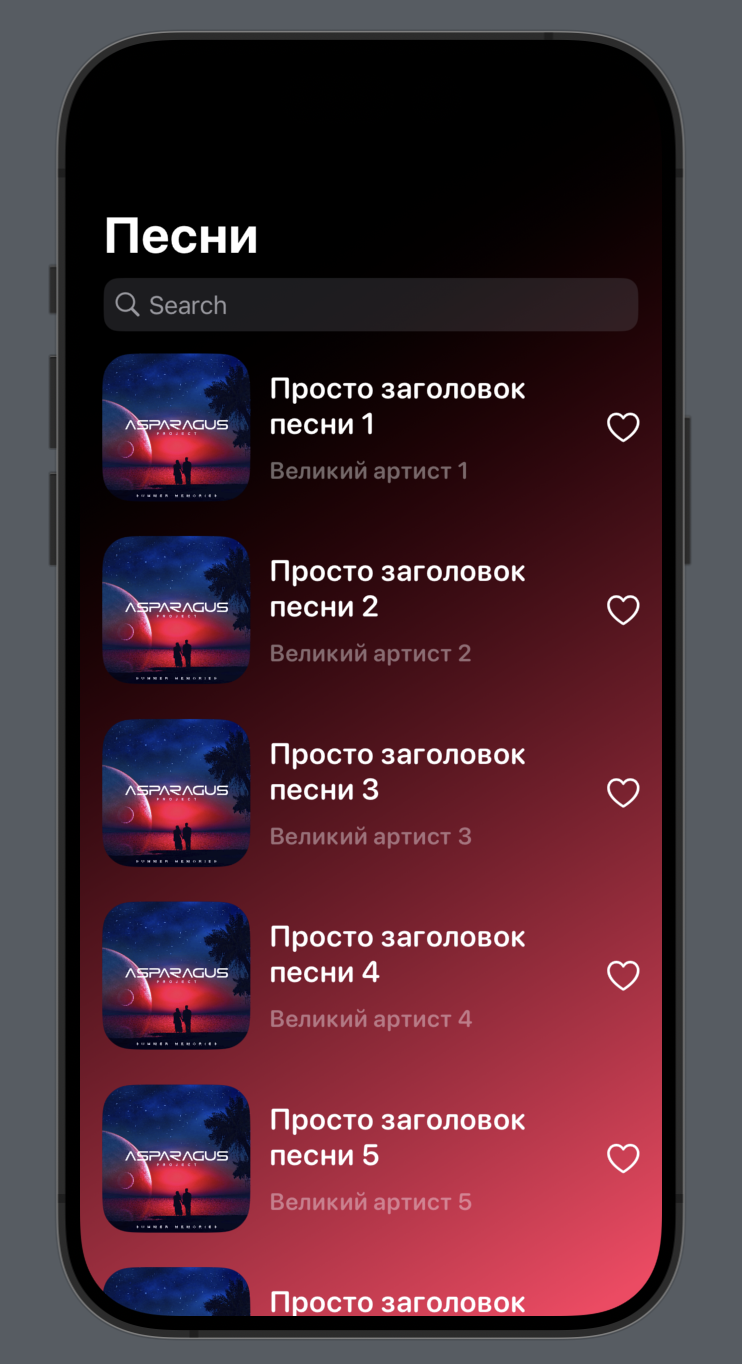 Песни
Search
ASPARAGUS
PROJECT
SUMMER MEMORIES
Просто заголовок
песни 1
Великий артист 1
ASPARAGUS
PROJECT
SUMMER MEMORIES
Просто заголовок
песни 2
Великий артист 2
ASPARAGUS
PROJECT
SUMMER MEMORIES
Просто заголовок
песни 3
Великий артист 3
ASPARAGUS
PROJECT
SUMMER MEMORIES
Просто заголовок
песни 4
Великий артист 4
ASPARAGUS
PROJECT
SUMMER MEMORIES
Просто заголовок
песни 5
Великий артист 5
Просто заголовок